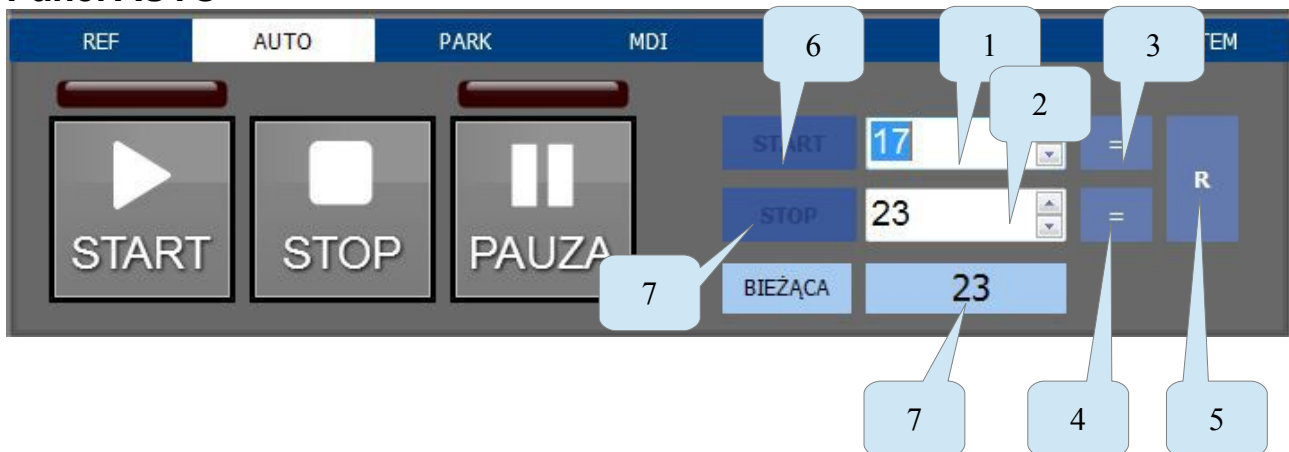 REF AUTO PARK MDI TEM
6 1 3
2
START 17 =
R
STOP 23 =
START STOP PAUZA
7 BIEŻĄCA 23
7 4 5